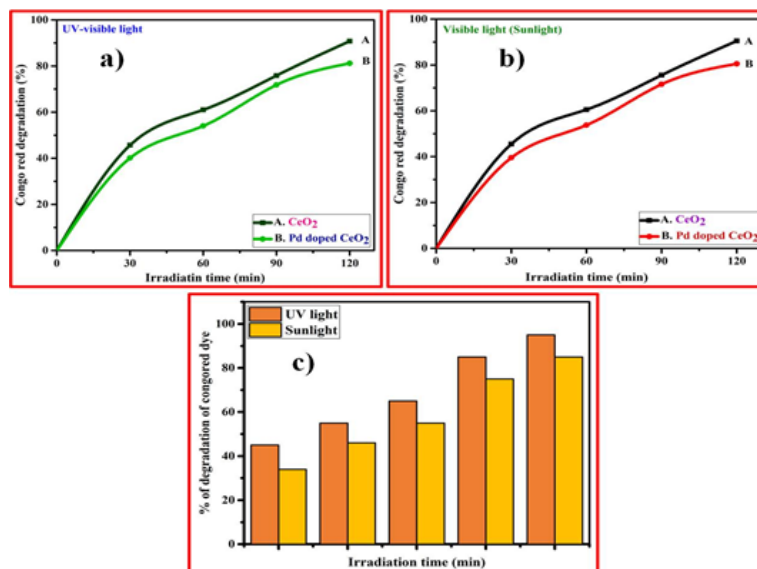 UV-visible light
a)
A
B
100
80
60
40
20
0
Congo red degradation (%)
A. CeO₂
B. Pd doped CeO₂
0 30 60 90 120
Irradiatin time (min)
Visible light (Sunlight)
b)
A
B
100
80
60
40
20
0
Congo red degradation (%)
A. CeO₂
B. Pd doped CeO₂
0 30 60 90 120
Irradiatin time (min)
UV light
Sunlight
c)
100
80
60
40
20
0
% of degradation of congored dye
Irradiation time (min)